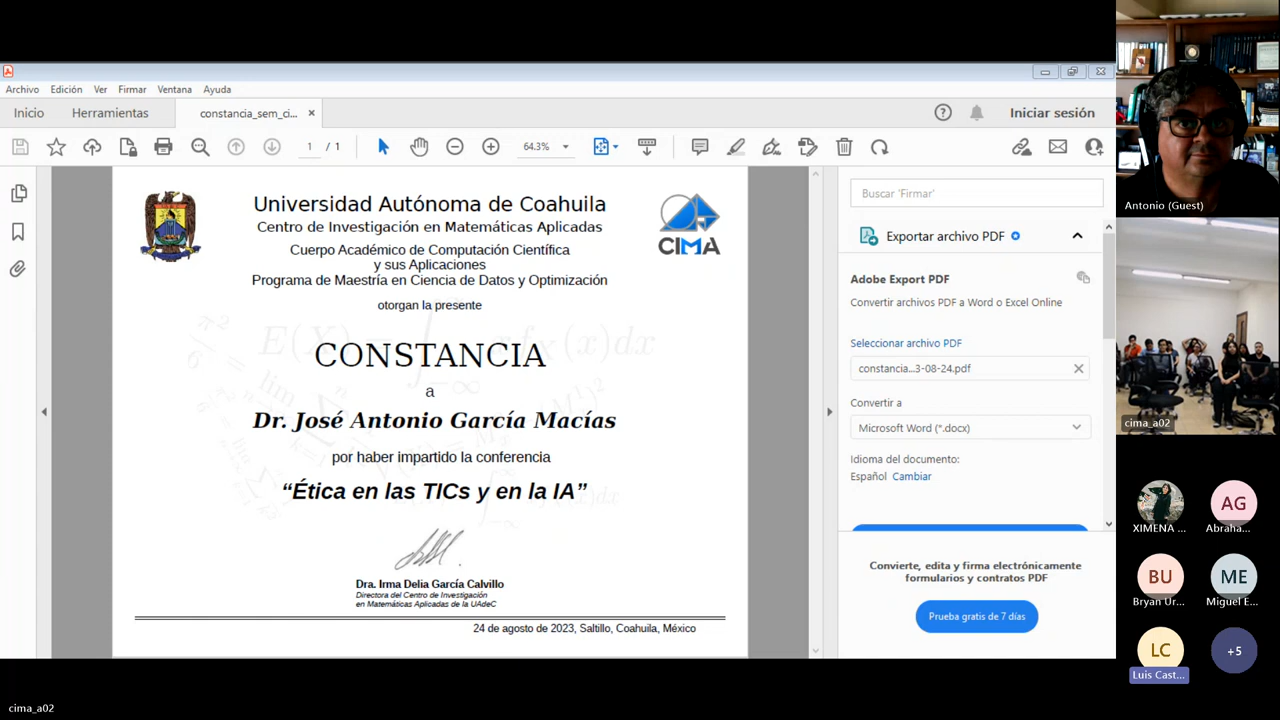 Archivo Edición Ver Firmar Ventana Ayuda
Inicio Herramientas constancia_sem_ci... Iniciar sesión
1 / 1 64.3%
Universidad Autónoma de Coahuila
Centro de Investigación en Matemáticas Aplicadas
Cuerpo Académico de Computación Científica
y sus Aplicaciones
Programa de Maestría en Ciencia de Datos y Optimización
CIMA
otorgan la presente
CONSTANCIA
a
Dr. José Antonio García Macías
por haber impartido la conferencia
“Ética en las TICs y en la IA”
Dra. Irma Delia García Calvillo
Directora del Centro de Investigación
en Matemáticas Aplicadas de la UAdeC
24 de agosto de 2023, Saltillo, Coahuila, México
Buscar 'Firmar'
Exportar archivo PDF
Adobe Export PDF
Convertir archivos PDF a Word o Excel Online
Seleccionar archivo PDF
constancia...3-08-24.pdf
Convertir a
Microsoft Word (*.docx)
Idioma del documento:
Español Cambiar
Convierte, edita y firma electrónicamente
formularios y contratos PDF
Prueba gratis de 7 días
Antonio (Guest)
cima_a02
XIMENA ...
AG
Abraha...
BU
Bryan Ur...
ME
Miguel E...
LC
Luis Cast...
+5
cima_a02